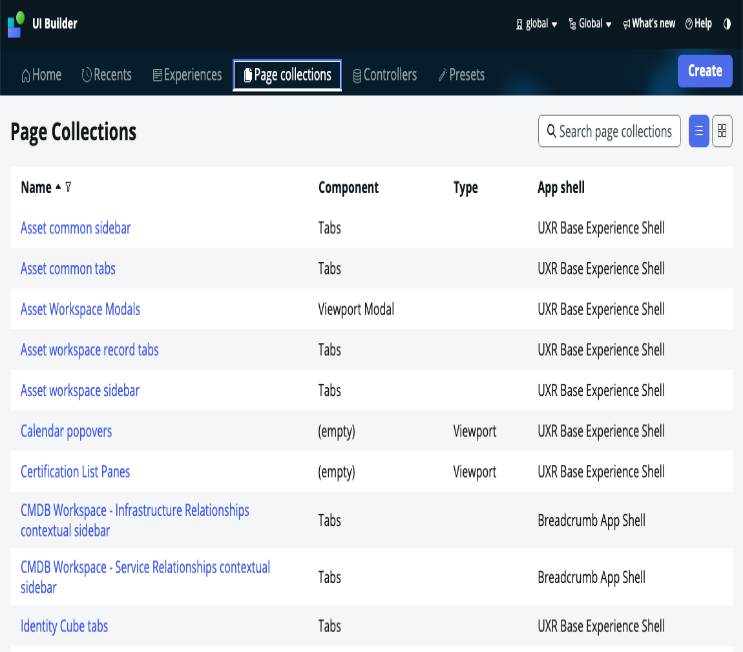 UI Builder
global
Global
What's new
Help
Home
Recents
Experiences
Page collections
Controllers
Presets
Create
Page Collections
Search page collections
Name Component Type App shell
Asset common sidebar Tabs UXR Base Experience Shell
Asset common tabs Tabs UXR Base Experience Shell
Asset Workspace Modals Viewport Modal UXR Base Experience Shell
Asset workspace record tabs Tabs UXR Base Experience Shell
Asset workspace sidebar Tabs UXR Base Experience Shell
Calendar popovers (empty) Viewport UXR Base Experience Shell
Certification List Panes (empty) Viewport UXR Base Experience Shell
CMDB Workspace - Infrastructure Relationships
contextual sidebar Tabs Breadcrumb App Shell
CMDB Workspace - Service Relationships contextual
sidebar Tabs Breadcrumb App Shell
Identity Cube tabs Tabs UXR Base Experience Shell